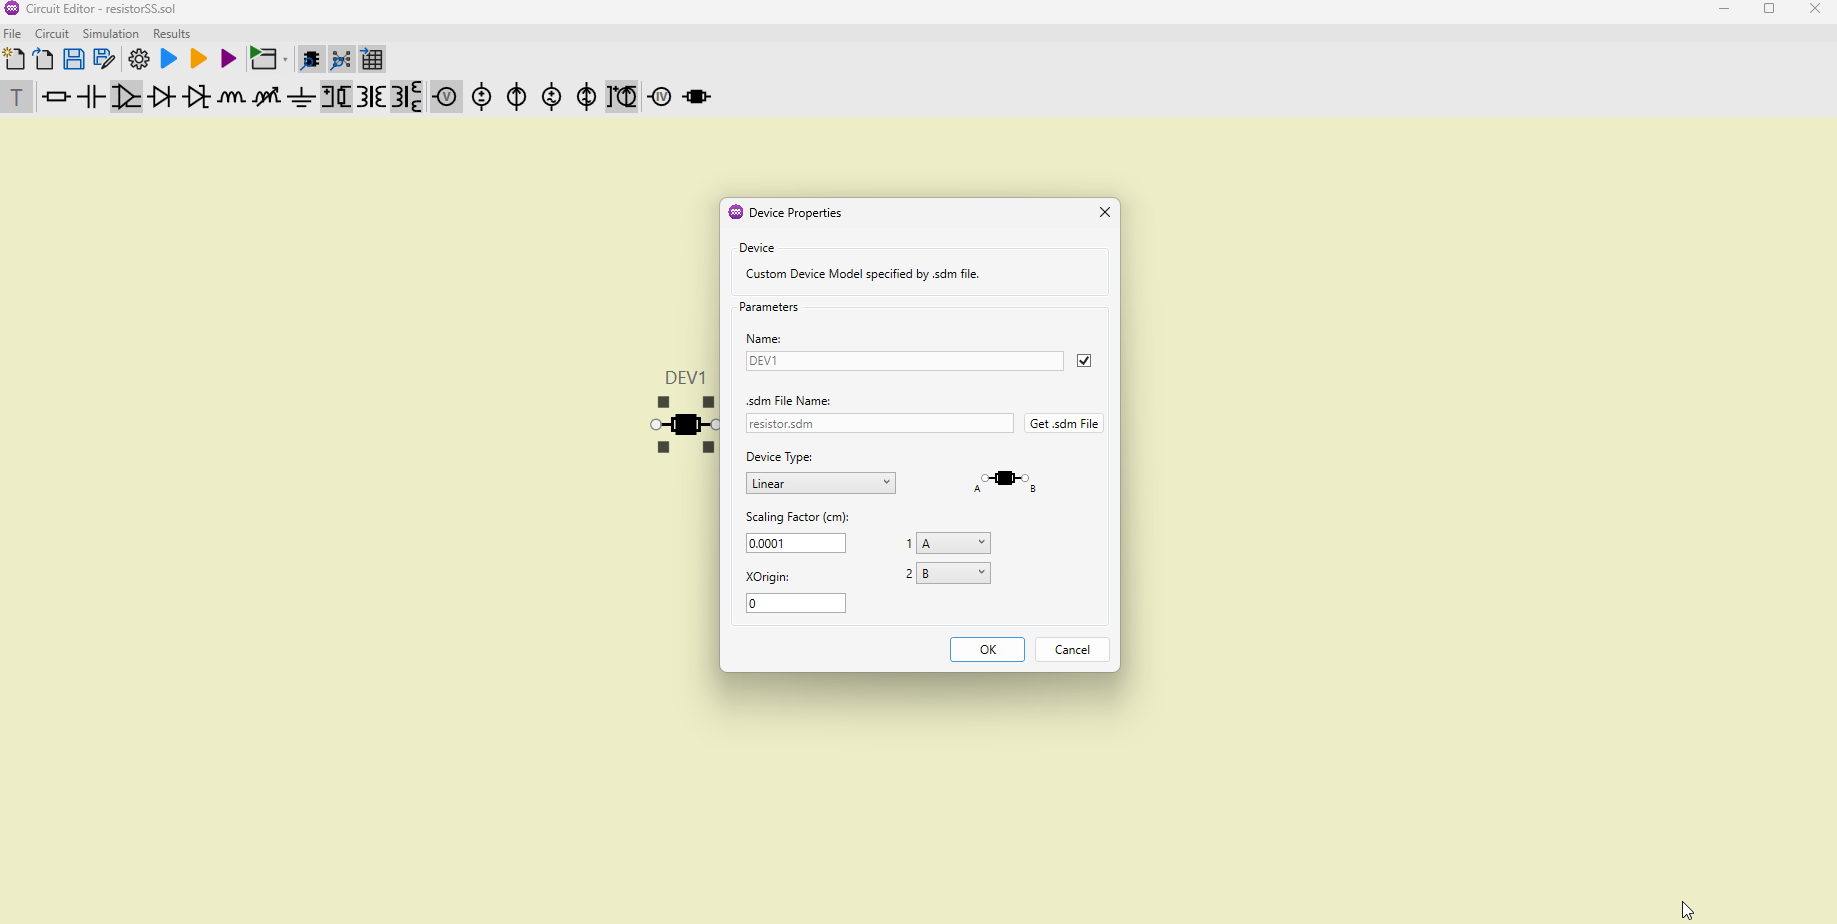 Circuit Editor - resistorSS.sol
File Circuit Simulation Results
T V IV
Device Properties
Device
Custom Device Model specified by .sdm file.
Parameters
Name:
DEV1
DEV1
.sdm File Name:
resistor.sdm Get .sdm File
Device Type:
Linear
A B
Scaling Factor (cm):
0.0001 1 A
XOrigin: 2 B
0
OK Cancel